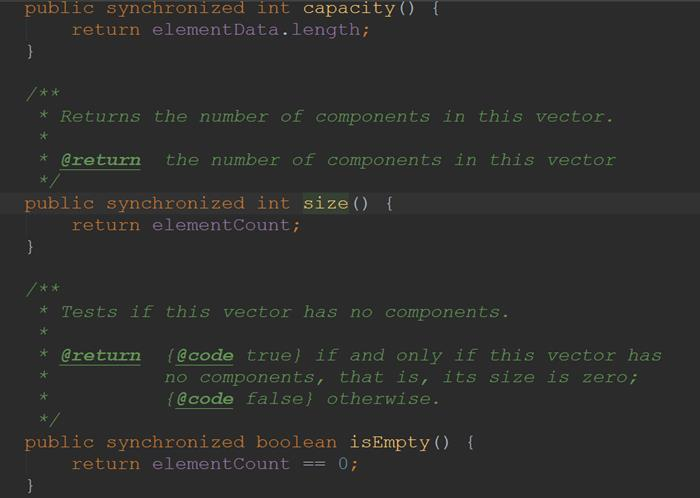 public synchronized int capacity() {
    return elementData.length;
}

/**
 * Returns the number of components in this vector.
 *
 * @return  the number of components in this vector
 */
public synchronized int size() {
    return elementCount;
}

/**
 * Tests if this vector has no components.
 *
 * @return  {@code true} if and only if this vector has
 *          no components, that is, its size is zero;
 *          {@code false} otherwise.
 */
public synchronized boolean isEmpty() {
    return elementCount == 0;
}